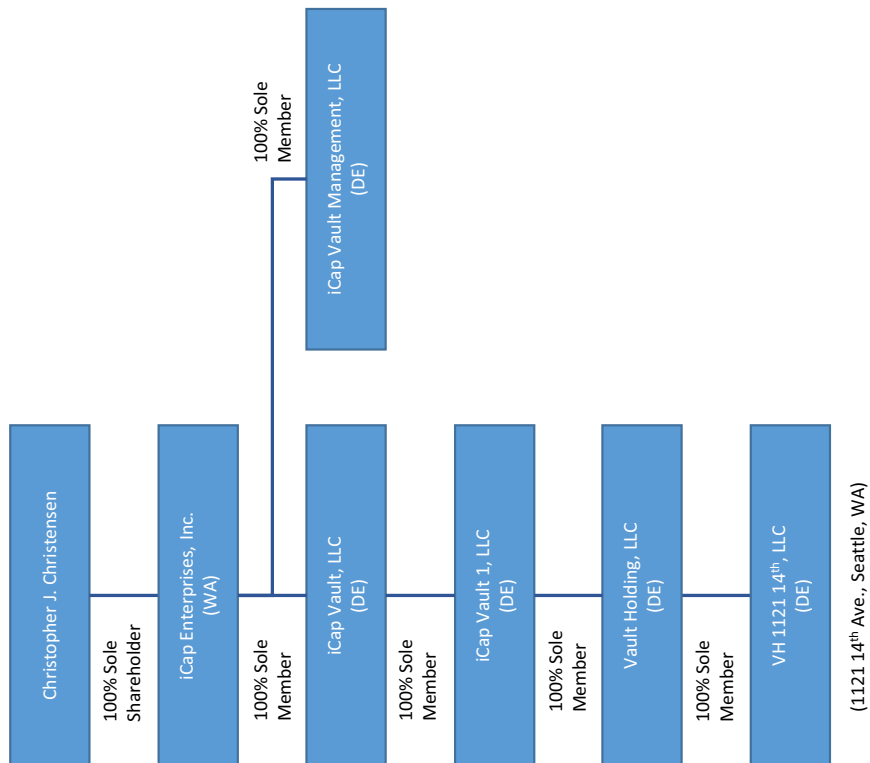 Christopher J. Christensen
100% Sole
Shareholder
iCap Enterprises, Inc.
(WA)
100% Sole
Member
100% Sole
Member
iCap Vault, LLC
(DE)
iCap Vault Management, LLC
(DE)
100% Sole
Member
iCap Vault 1, LLC
(DE)
100% Sole
Member
Vault Holding, LLC
(DE)
100% Sole
Member
VH 1121 14th, LLC
(DE)
(1121 14th Ave., Seattle, WA)